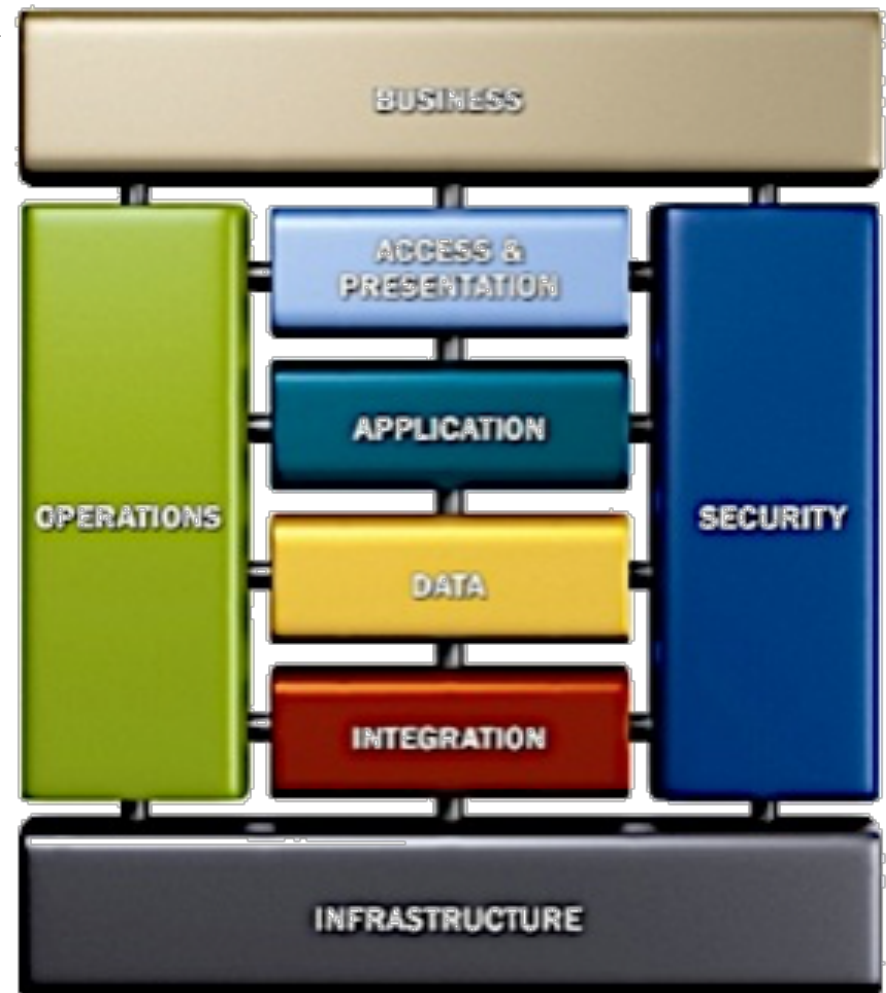 BUSINESS
ACCESS &
PRESENTATION
APPLICATION
OPERATIONS
SECURITY
DATA
INTEGRATION
INFRASTRUCTURE